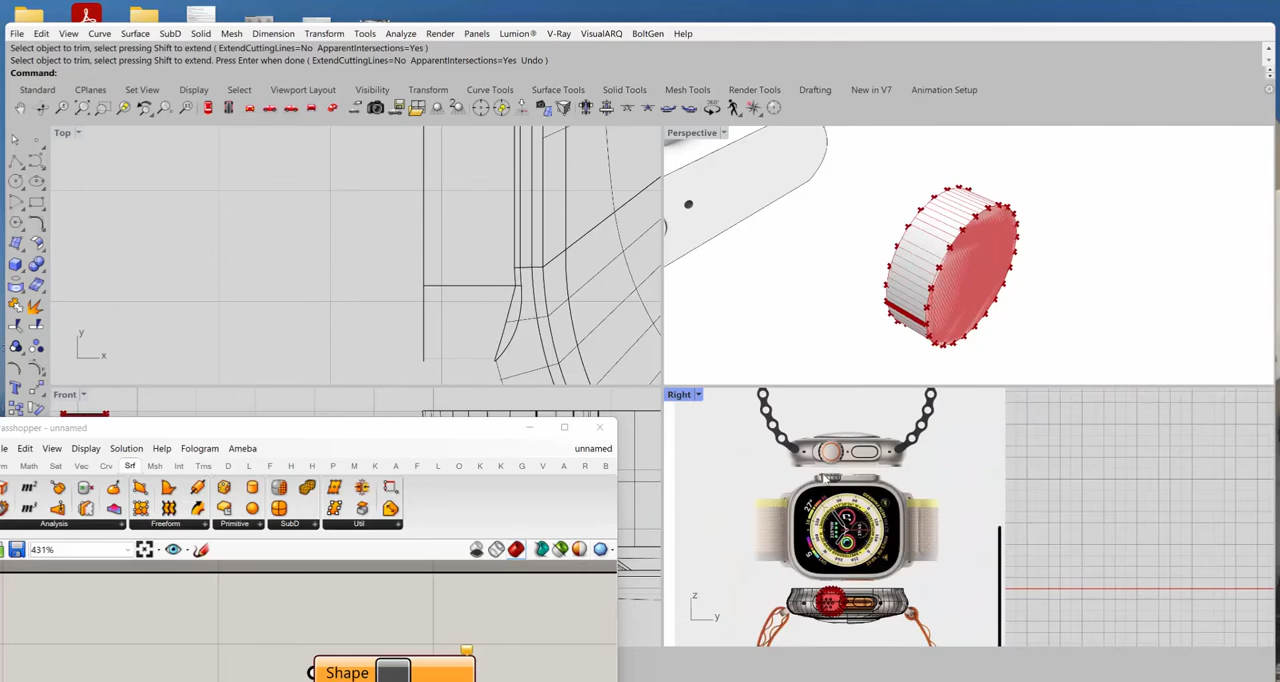 File Edit View Curve Surface SubD Solid Mesh Dimension Transform Tools Analyze Render Panels Lumion® V-Ray VisualARQ BoltGen Help
Select object to trim, select pressing Shift to extend ( ExtendCuttingLines=No ApparentIntersections=Yes )
Select object to trim, select pressing Shift to extend. Press Enter when done ( ExtendCuttingLines=No ApparentIntersections=Yes Undo )
Command:
Standard CPlanes Set View Display Select Viewport Layout Visibility Transform Curve Tools Surface Tools Solid Tools Mesh Tools Render Tools Drafting New in V7 Animation Setup
Top
Perspective
y
x
Front
Right
asshopper - unnamed
le Edit View Display Solution Help Fologram Ameba unnamed
Math Set Vec Crv Srf Msh Int Trns D L F H H P M K A F L O K K G V A R B
m²
m³
Analysis Freeform Primitive SubD Util
431%
z
y
Shape